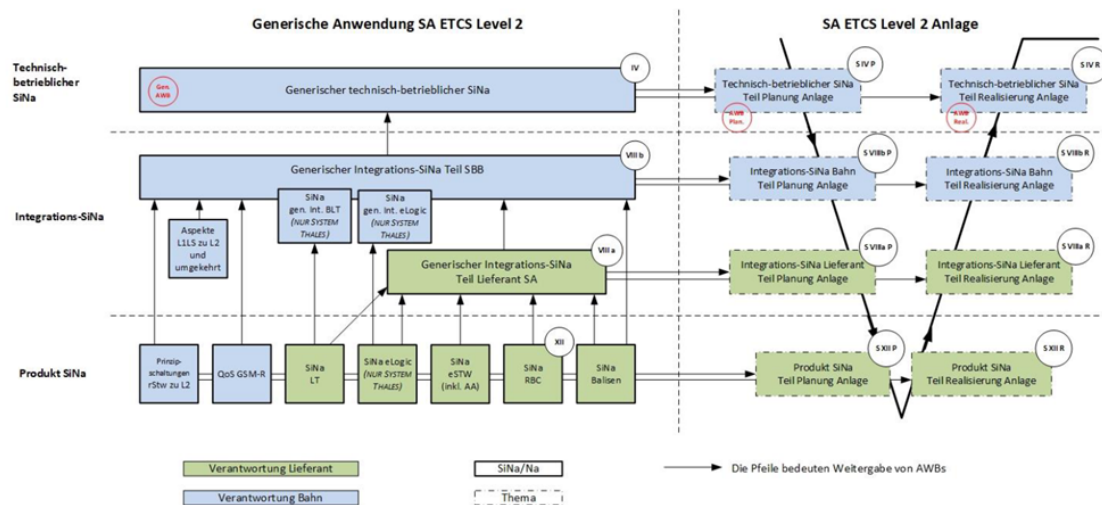 Generische Anwendung SA ETCS Level 2
SA ETCS Level 2 Anlage
Technisch-
betrieblicher
SiNa
Gen.
AWB
Generischer technisch-betrieblicher SiNa
IV
Technisch-betrieblicher SiNa
Teil Planung Anlage
S IV P
AWB
Plan.
Technisch-betrieblicher SiNa
Teil Realisierung Anlage
S IV R
AWB
Real.
Integrations-SiNa
Generischer Integrations-SiNa Teil SBB
VIII b
Integrations-SiNa Bahn
Teil Planung Anlage
S VIIIb P
Integrations-SiNa Bahn
Teil Realisierung Anlage
S VIIIb R
Aspekte
L1LS zu L2
und
umgekehrt
SiNa
gen. Int. BLT
(NUR SYSTEM
THALES)
SiNa
gen. Int. eLogic
(NUR SYSTEM
THALES)
Generischer Integrations-SiNa
Teil Lieferant SA
VIII a
Integrations-SiNa Lieferant
Teil Planung Anlage
S VIIIa P
Integrations-SiNa Lieferant
Teil Realisierung Anlage
S VIIIa R
Produkt SiNa
Prinzip-
schaltungen
rStw zu L2
QoS GSM-R
SiNa
LT
SiNa eLogic
(NUR SYSTEM
THALES)
SiNa
eSTW
(inkl. AA)
SiNa
RBC
XII
SiNa
Balisen
Produkt SiNa
Teil Planung Anlage
S XII P
Produkt SiNa
Teil Realisierung Anlage
S XII R
Verantwortung Lieferant
SiNa/Na
Die Pfeile bedeuten Weitergabe von AWBs
Verantwortung Bahn
Thema